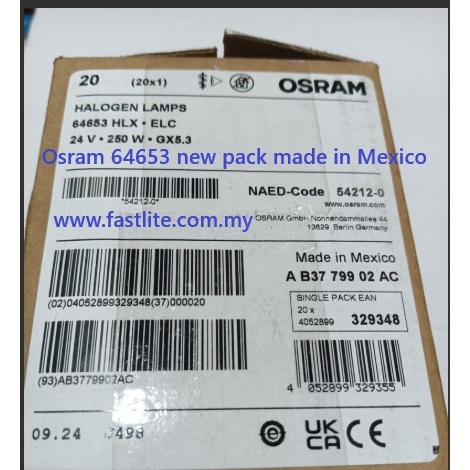 20 (20x1) OSRAM
HALOGEN LAMPS
64653 HLX • ELC
24 V • 250 W • GX5.3
Osram 64653 new pack made in Mexico
NAED-Code 54212-0
*54212-0*
www.osram.com
www.fastlite.com.my
OSRAM GmbH Nonnendammallee 44
13629 Berlin Germany
Made in Mexico
A B37 799 02 AC
(02)04052899329348(37)000020
SINGLE PACK EAN
20 x
4052899 329348
(93)AB3779902AC
4 052899 329355
09.24 3498
UK
CA CE